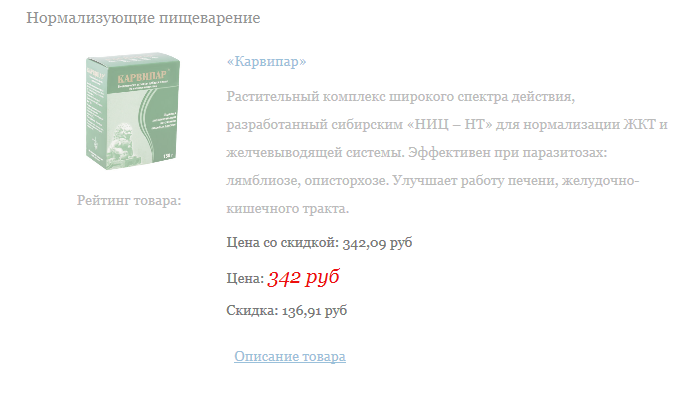 Нормализующие пищеварение
КАРВИПАР
«Карвипар»
Растительный комплекс широкого спектра действия,
разработанный сибирским «НИЦ – НТ» для нормализации ЖКТ и
желчевыводящей системы. Эффективен при паразитозах:
лямблиозе, описторхозе. Улучшает работу печени, желудочно-
кишечного тракта.
Рейтинг товара:
Цена со скидкой: 342,09 руб
Цена: 342 руб
Скидка: 136,91 руб
Описание товара